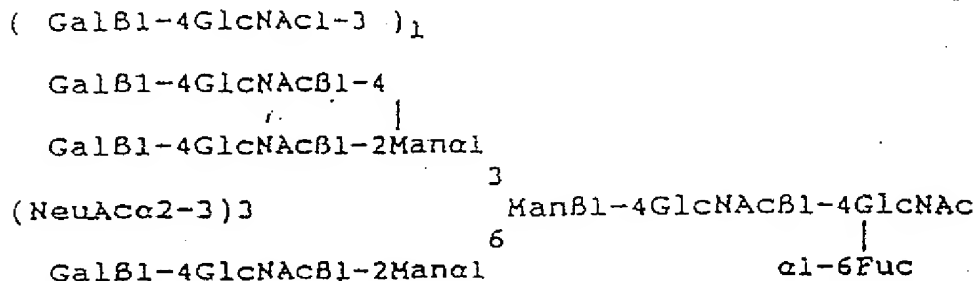 ( Galβ1-4GlcNAc1-3 )1
Galβ1-4GlcNAcβ1-4
Galβ1-4GlcNAcβ1-2Manα1
3
(NeuAcα2-3)3 Manβ1-4GlcNAcβ1-4GlcNAc
6
Galβ1-4GlcNAcβ1-2Manα1 α1-6Fuc